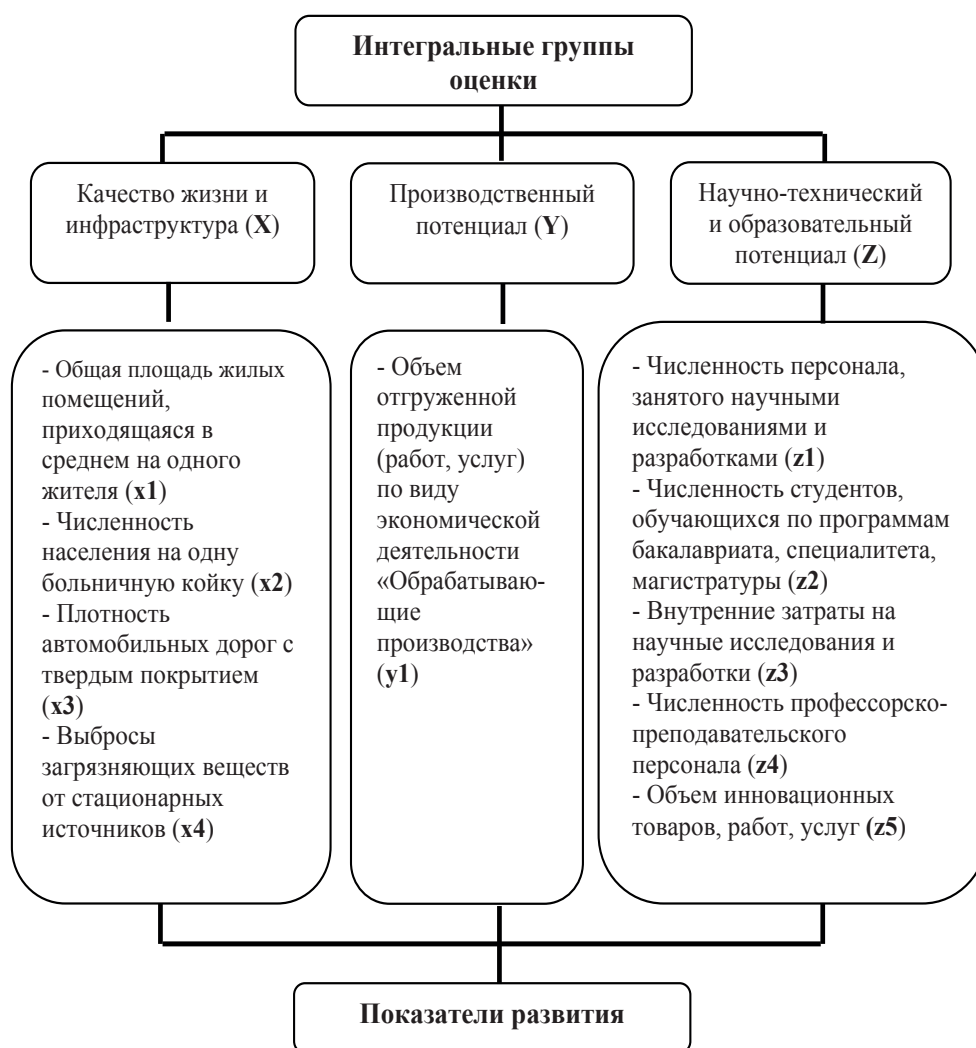 Интегральные группы
оценки
Качество жизни и
инфраструктура (X)
Производственный
потенциал (Y)
Научно-технический
и образовательный
потенциал (Z)
- Общая площадь жилых
помещений,
приходящаяся в
среднем на одного
жителя (x1)
- Численность
населения на одну
больничную койку (x2)
- Плотность
автомобильных дорог с
твердым покрытием
(x3)
- Выбросы
загрязняющих веществ
от стационарных
источников (x4)
- Объем
отгруженной
продукции
(работ, услуг)
по виду
экономической
деятельности
«Обрабатываю-
щие
производства»
(y1)
- Численность персонала,
занятого научными
исследованиями и
разработками (z1)
- Численность студентов,
обучающихся по программам
бакалавриата, специалитета,
магистратуры (z2)
- Внутренние затраты на
научные исследования и
разработки (z3)
- Численность профессорско-
преподавательского
персонала (z4)
- Объем инновационных
товаров, работ, услуг (z5)
Показатели развития